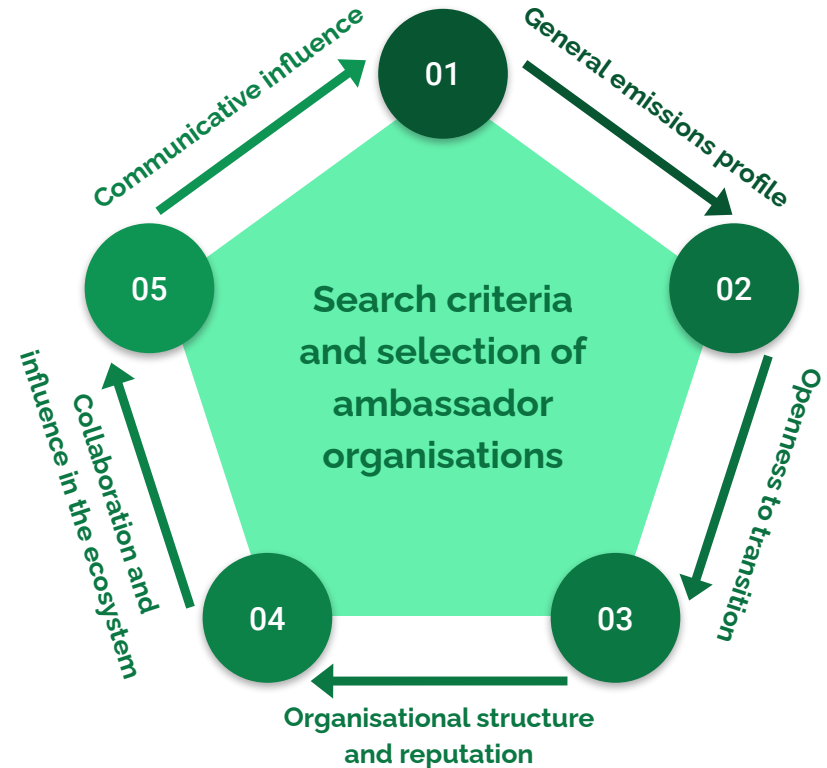 01
General emissions profile
02
Openness to transition
03
Organisational structure
and reputation
04
Collaboration and
influence in the ecosystem
05
Communicative influence
Search criteria
and selection of
ambassador
organisations